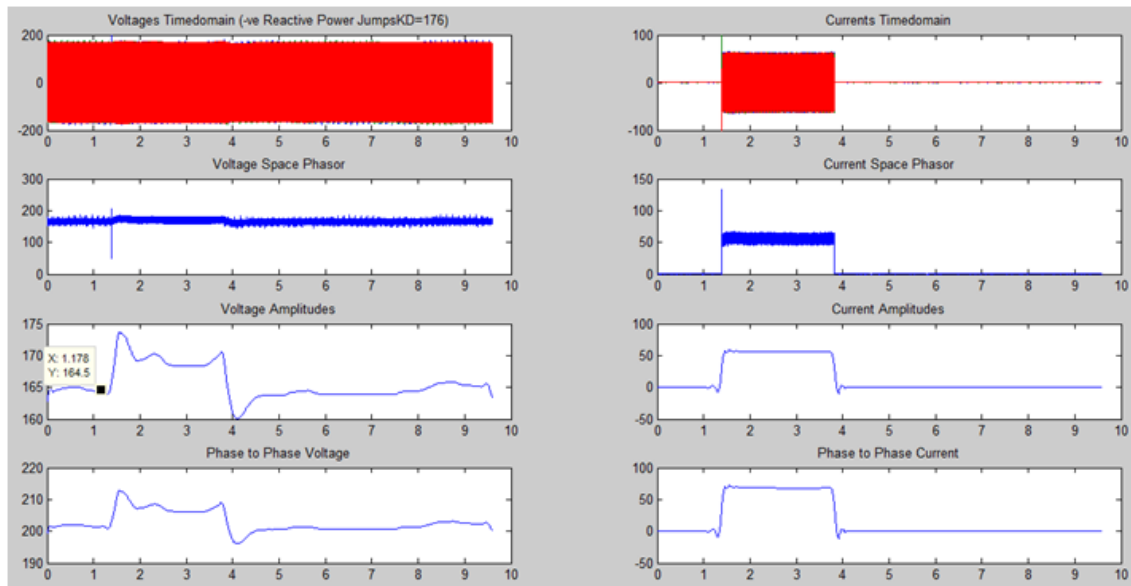 Voltages Timedomain (-ve Reactive Power JumpsKD=176)
200
0
-200
0 1 2 3 4 5 6 7 8 9 10
Voltage Space Phasor
300
200
100
0
0 1 2 3 4 5 6 7 8 9 10
Voltage Amplitudes
175
170
165
160
X: 1.178
Y: 164.5
0 1 2 3 4 5 6 7 8 9 10
Phase to Phase Voltage
220
210
200
190
0 1 2 3 4 5 6 7 8 9 10
Currents Timedomain
100
0
-100
0 1 2 3 4 5 6 7 8 9 10
Current Space Phasor
150
100
50
0
0 1 2 3 4 5 6 7 8 9 10
Current Amplitudes
100
50
0
-50
0 1 2 3 4 5 6 7 8 9 10
Phase to Phase Current
100
50
0
-50
0 1 2 3 4 5 6 7 8 9 10